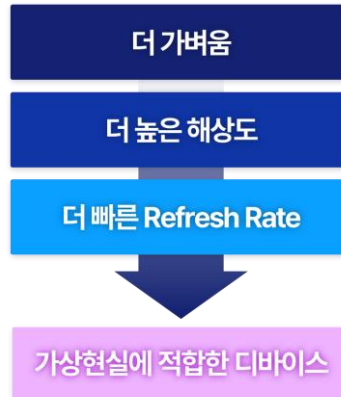 더 가벼움
더 높은 해상도
더 빠른 Refresh Rate
가상현실에 적합한 디바이스